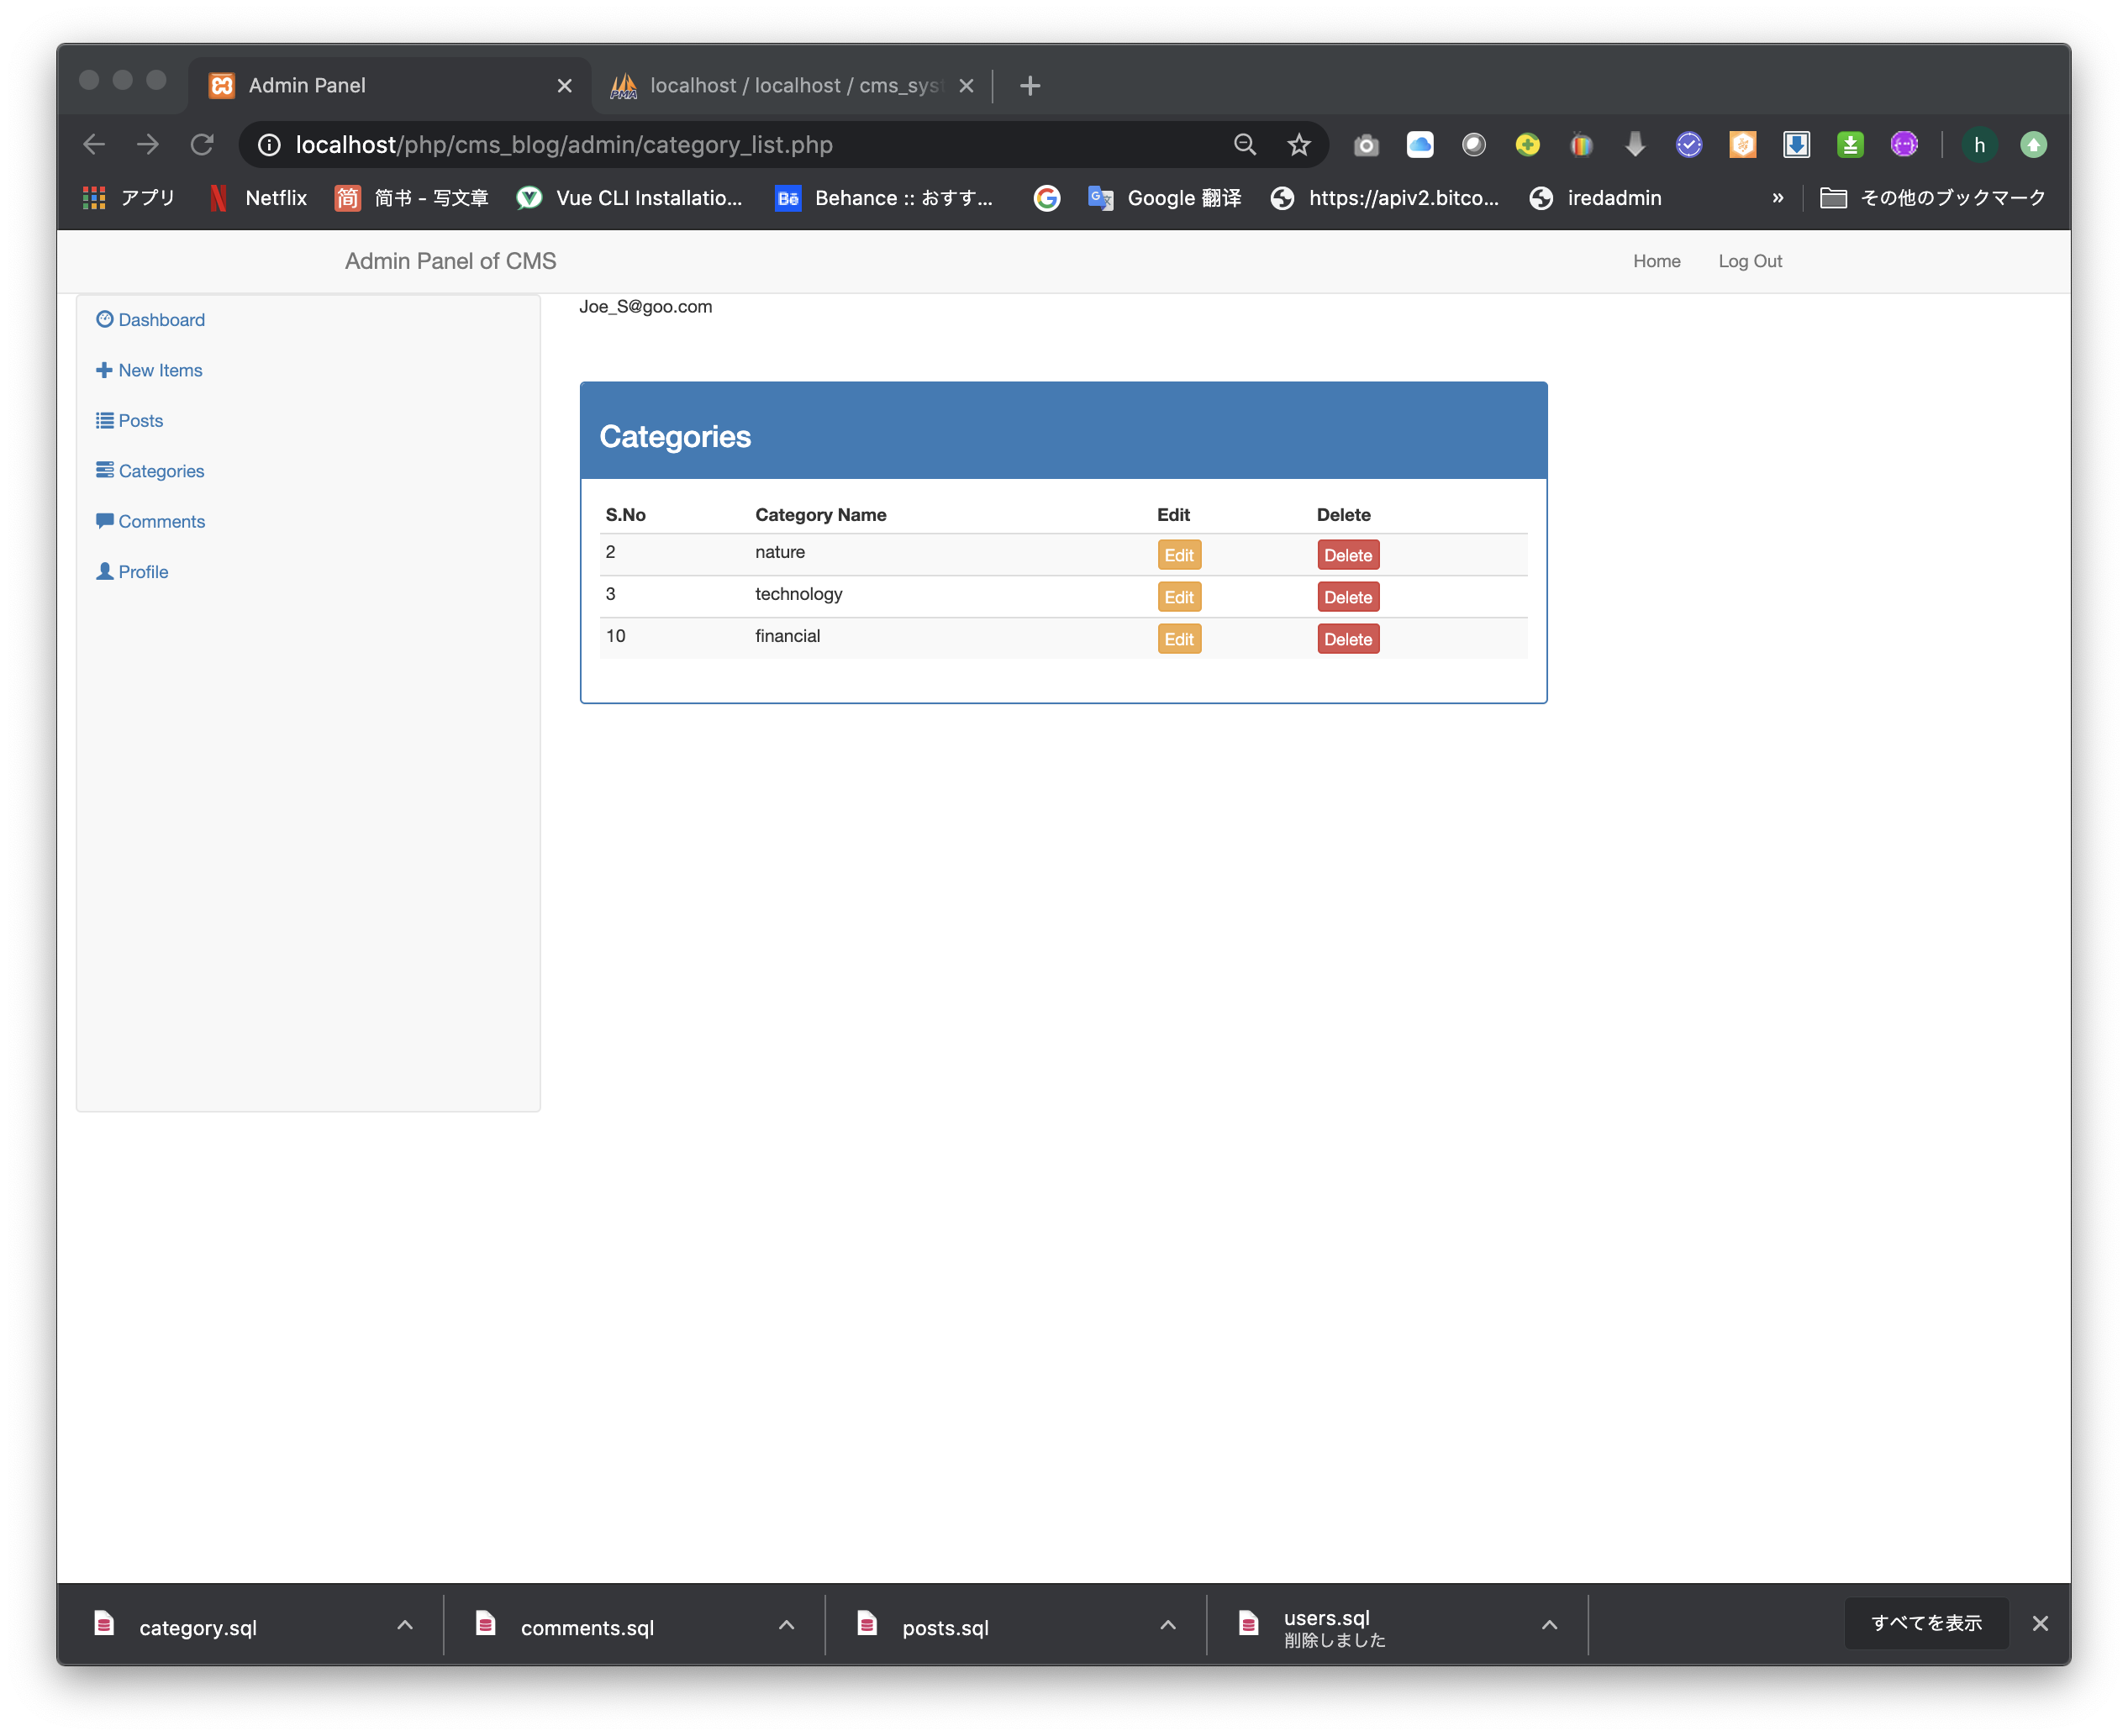 Admin Panel
localhost / localhost / cms_syst
localhost/php/cms_blog/admin/category_list.php
h
アプリ
Netflix
简 简书 - 写文章
Vue CLI Installatio...
Bē Behance :: おすす...
Google 翻译
https://apiv2.bitco...
iredadmin
»
その他のブックマーク
Admin Panel of CMS
Home
Log Out
Dashboard
New Items
Posts
Categories
Comments
Profile
Joe_S@goo.com
Categories
S.No Category Name Edit Delete
2 nature Edit Delete
3 technology Edit Delete
10 financial Edit Delete
category.sql
comments.sql
posts.sql
users.sql
削除しました
すべてを表示